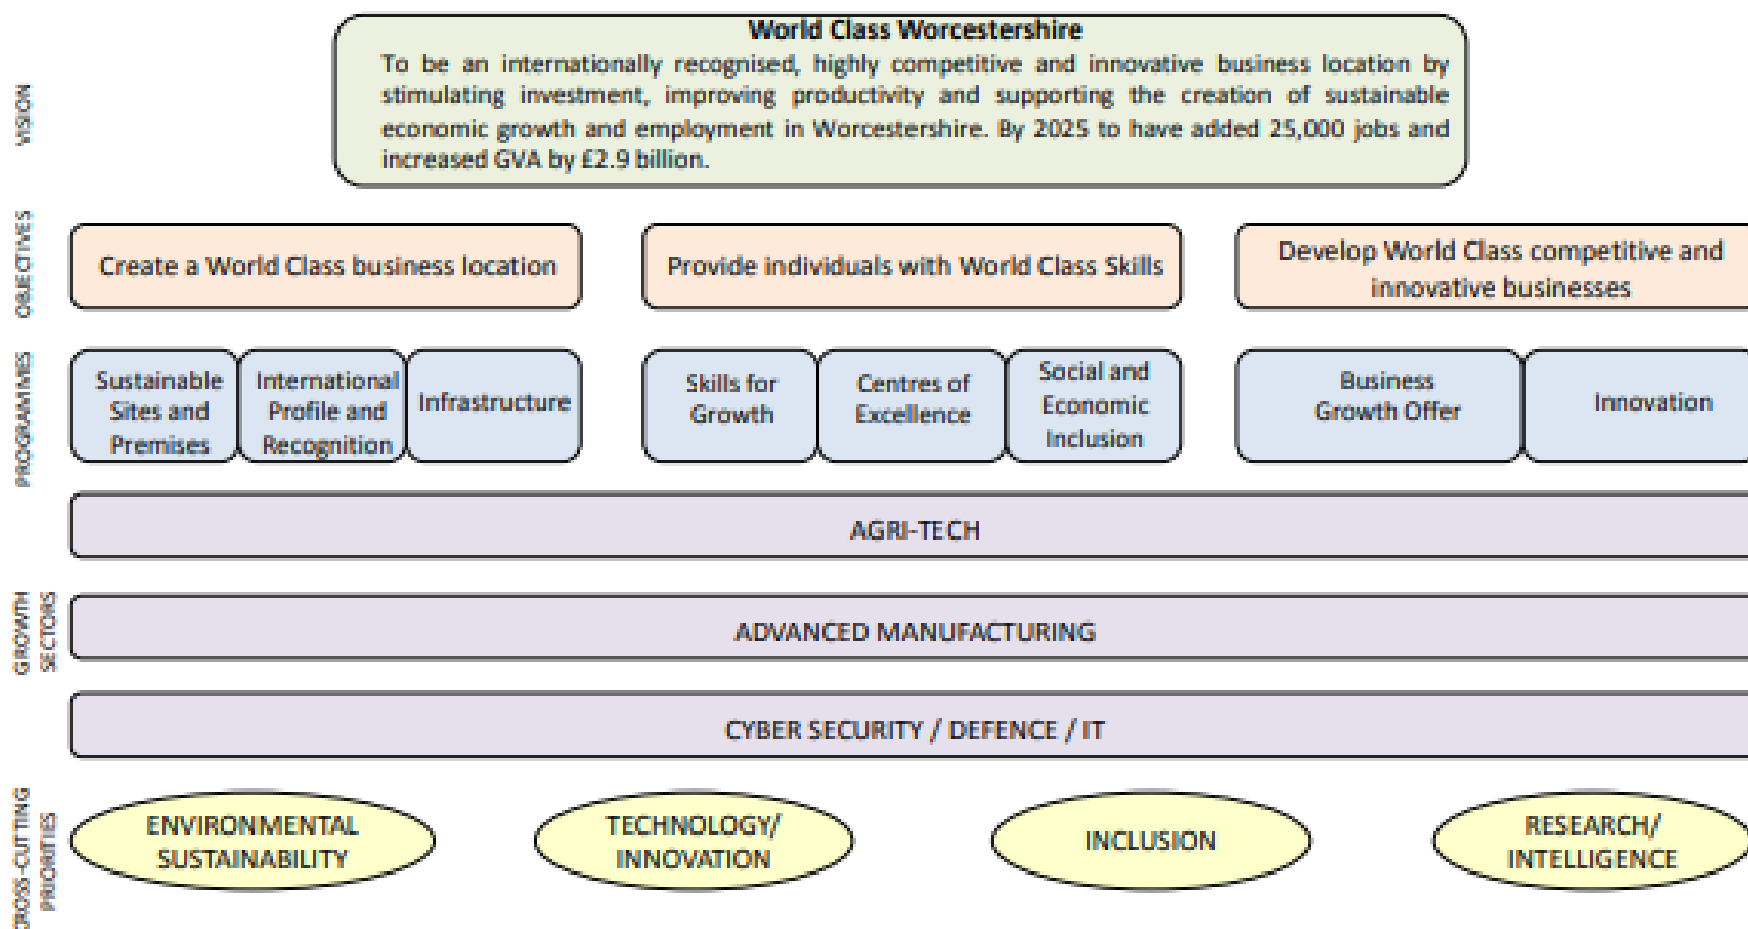 World Class Worcestershire
To be an internationally recognised, highly competitive and innovative business location by
stimulating investment, improving productivity and supporting the creation of sustainable
economic growth and employment in Worcestershire. By 2025 to have added 25,000 jobs and
increased GVA by £2.9 billion.
VISION
OBJECTIVES
Create a World Class business location
Provide individuals with World Class Skills
Develop World Class competitive and
innovative businesses
PROGRAMMES
Sustainable
Sites and
Premises
International
Profile and
Recognition
Infrastructure
Skills for
Growth
Centres of
Excellence
Social and
Economic
Inclusion
Business
Growth Offer
Innovation
GROWTH
SECTORS
AGRI-TECH
ADVANCED MANUFACTURING
CYBER SECURITY / DEFENCE / IT
CROSS-CUTTING
PRIORITIES
ENVIRONMENTAL
SUSTAINABILITY
TECHNOLOGY/
INNOVATION
INCLUSION
RESEARCH/
INTELLIGENCE